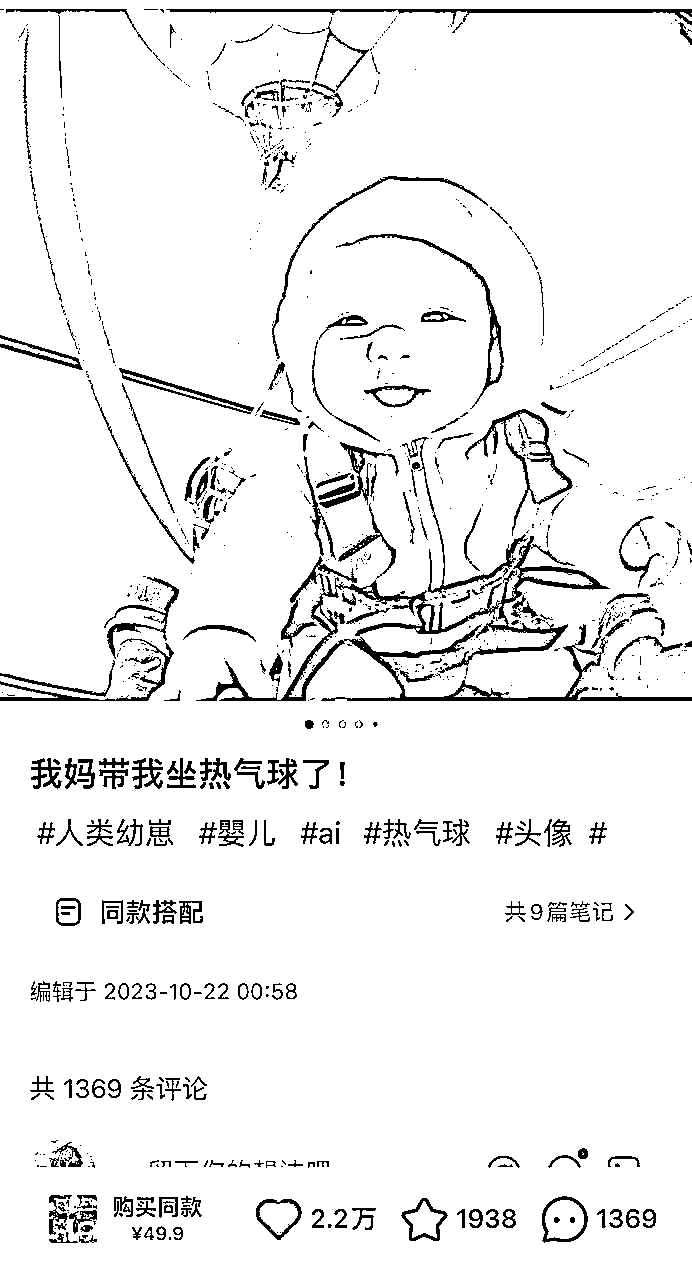 我妈带我坐热气球了！
#人类幼崽 #婴儿 #ai #热气球 #头像 #
同款搭配 共9篇笔记
编辑于 2023-10-22 00:58
共 1369 条评论
购买同款 2.2万 1938 1369
¥49.9